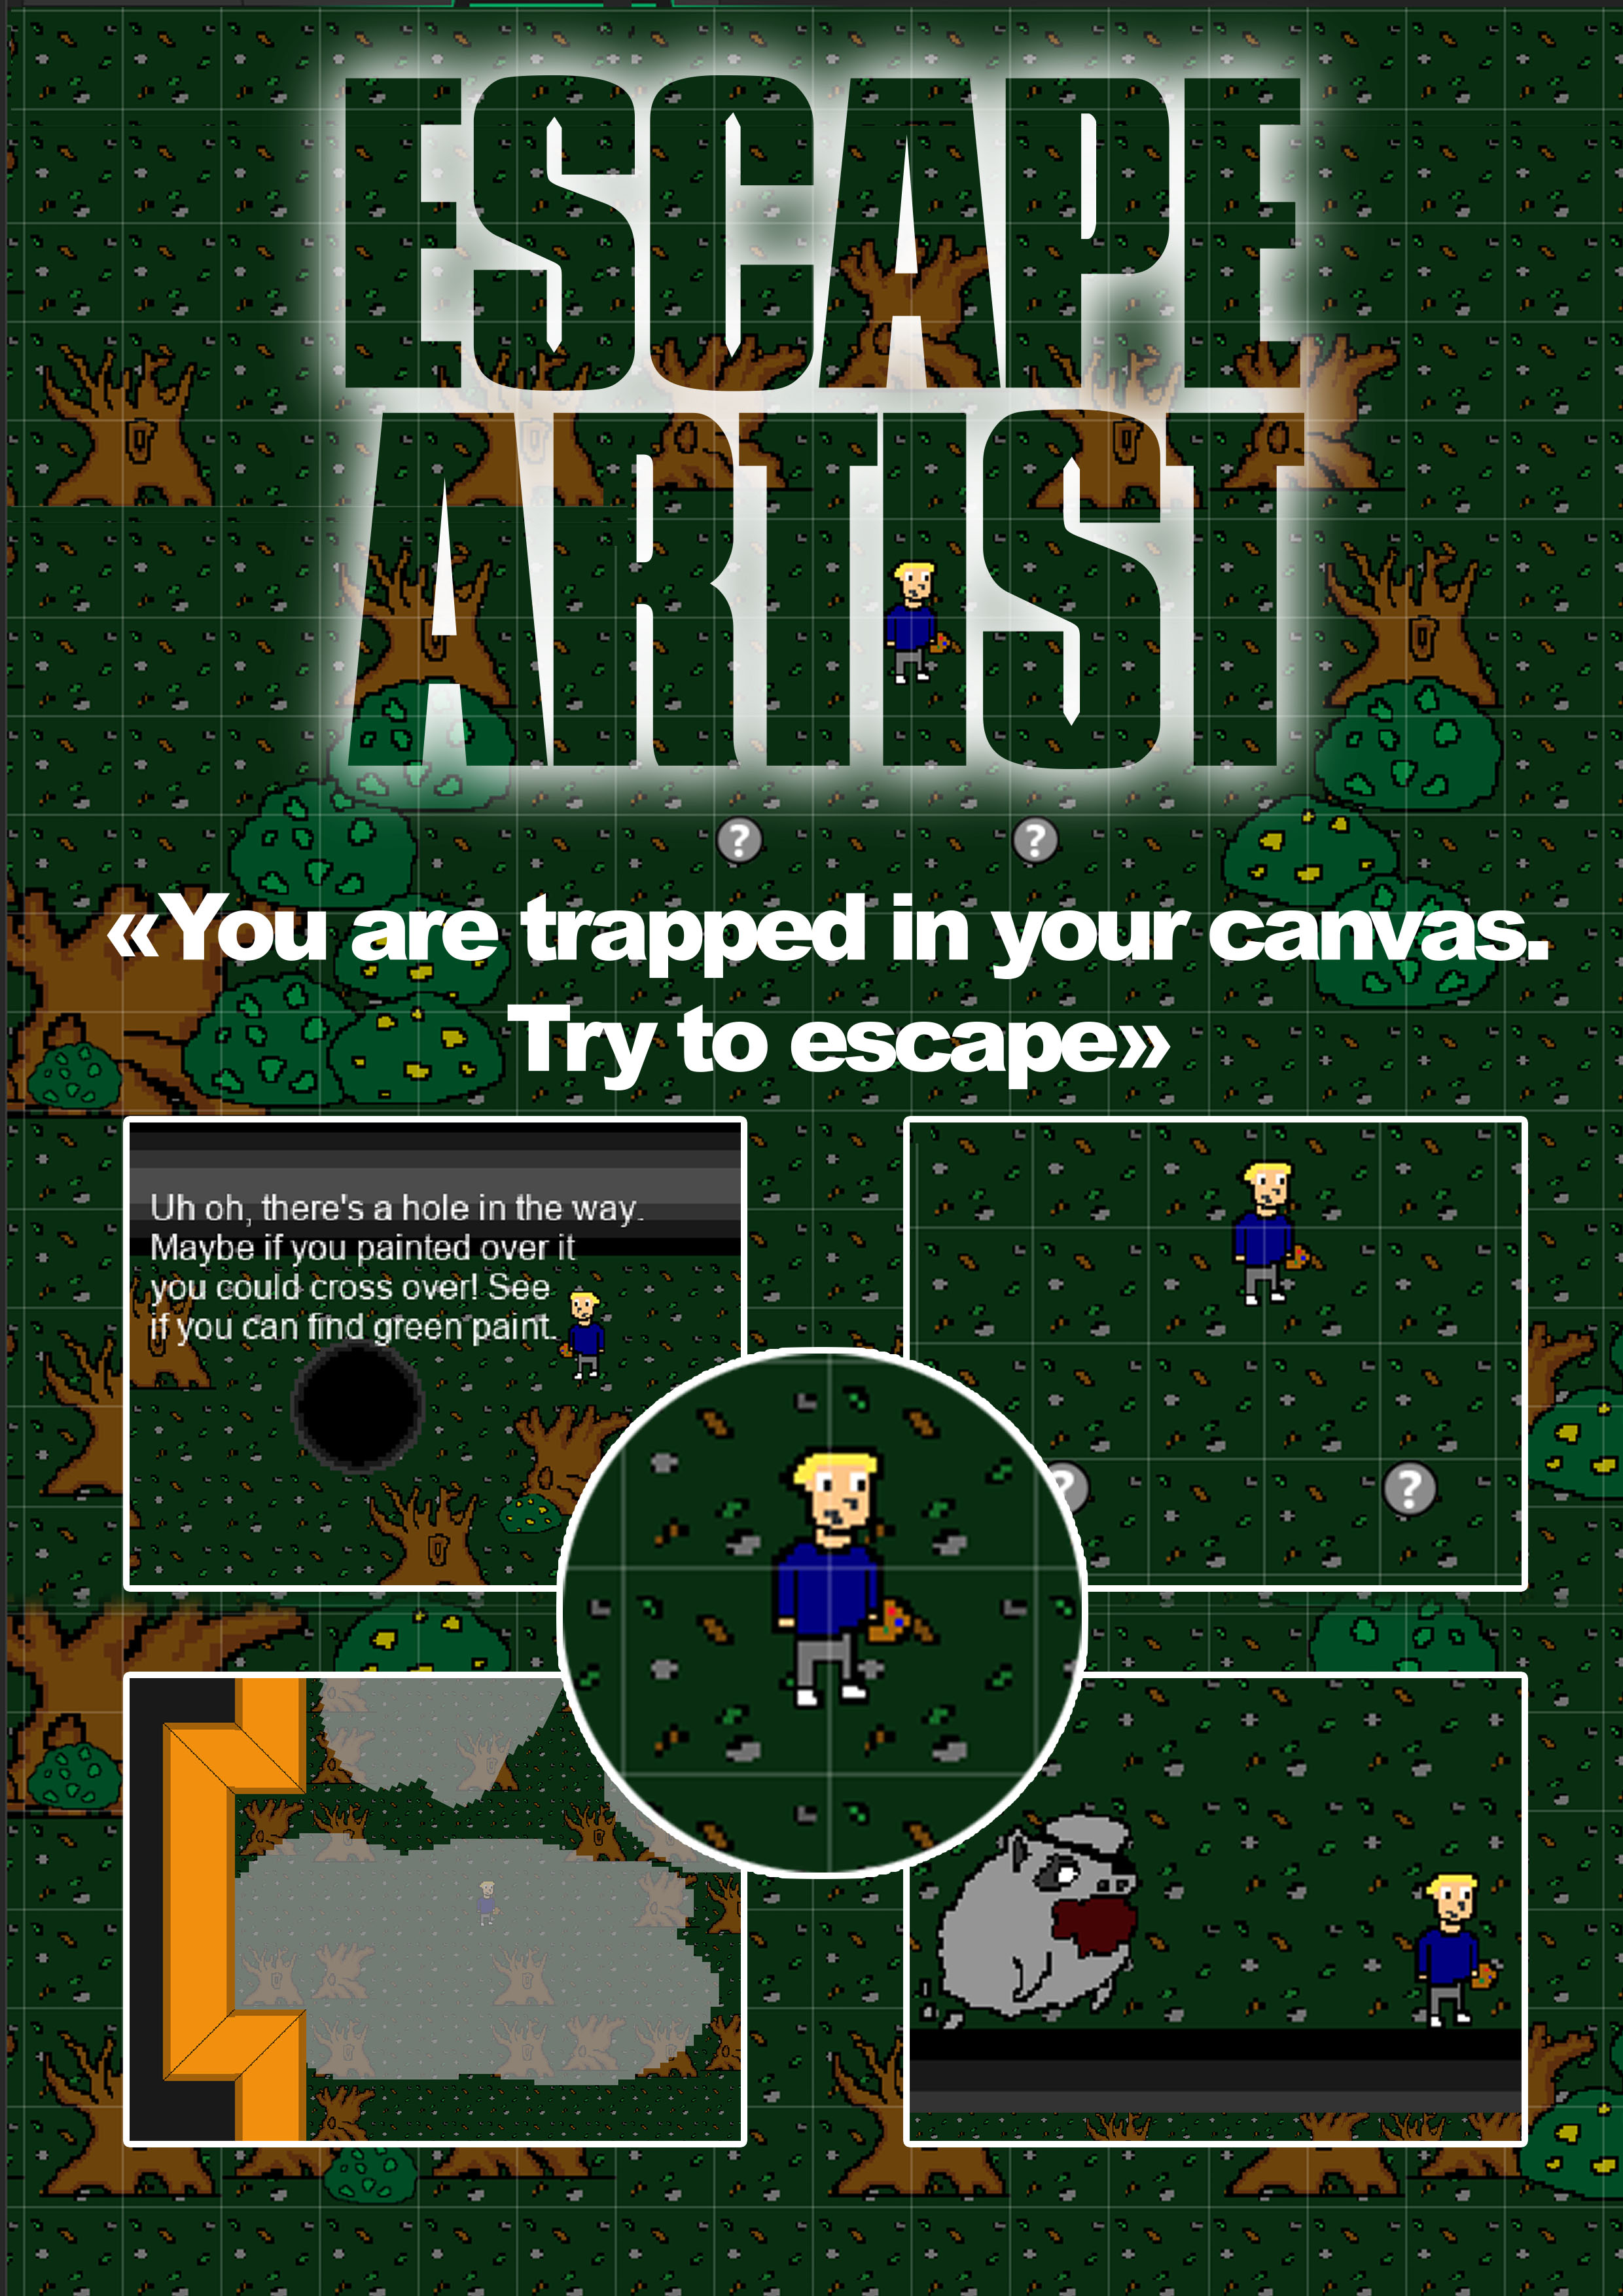 ESCAPE
ARTIST
?
?
«You are trapped in your canvas.
Try to escape»
Uh oh, there's a hole in the way.
Maybe if you painted over it
you could cross over! See
if you can find green paint.
?
?